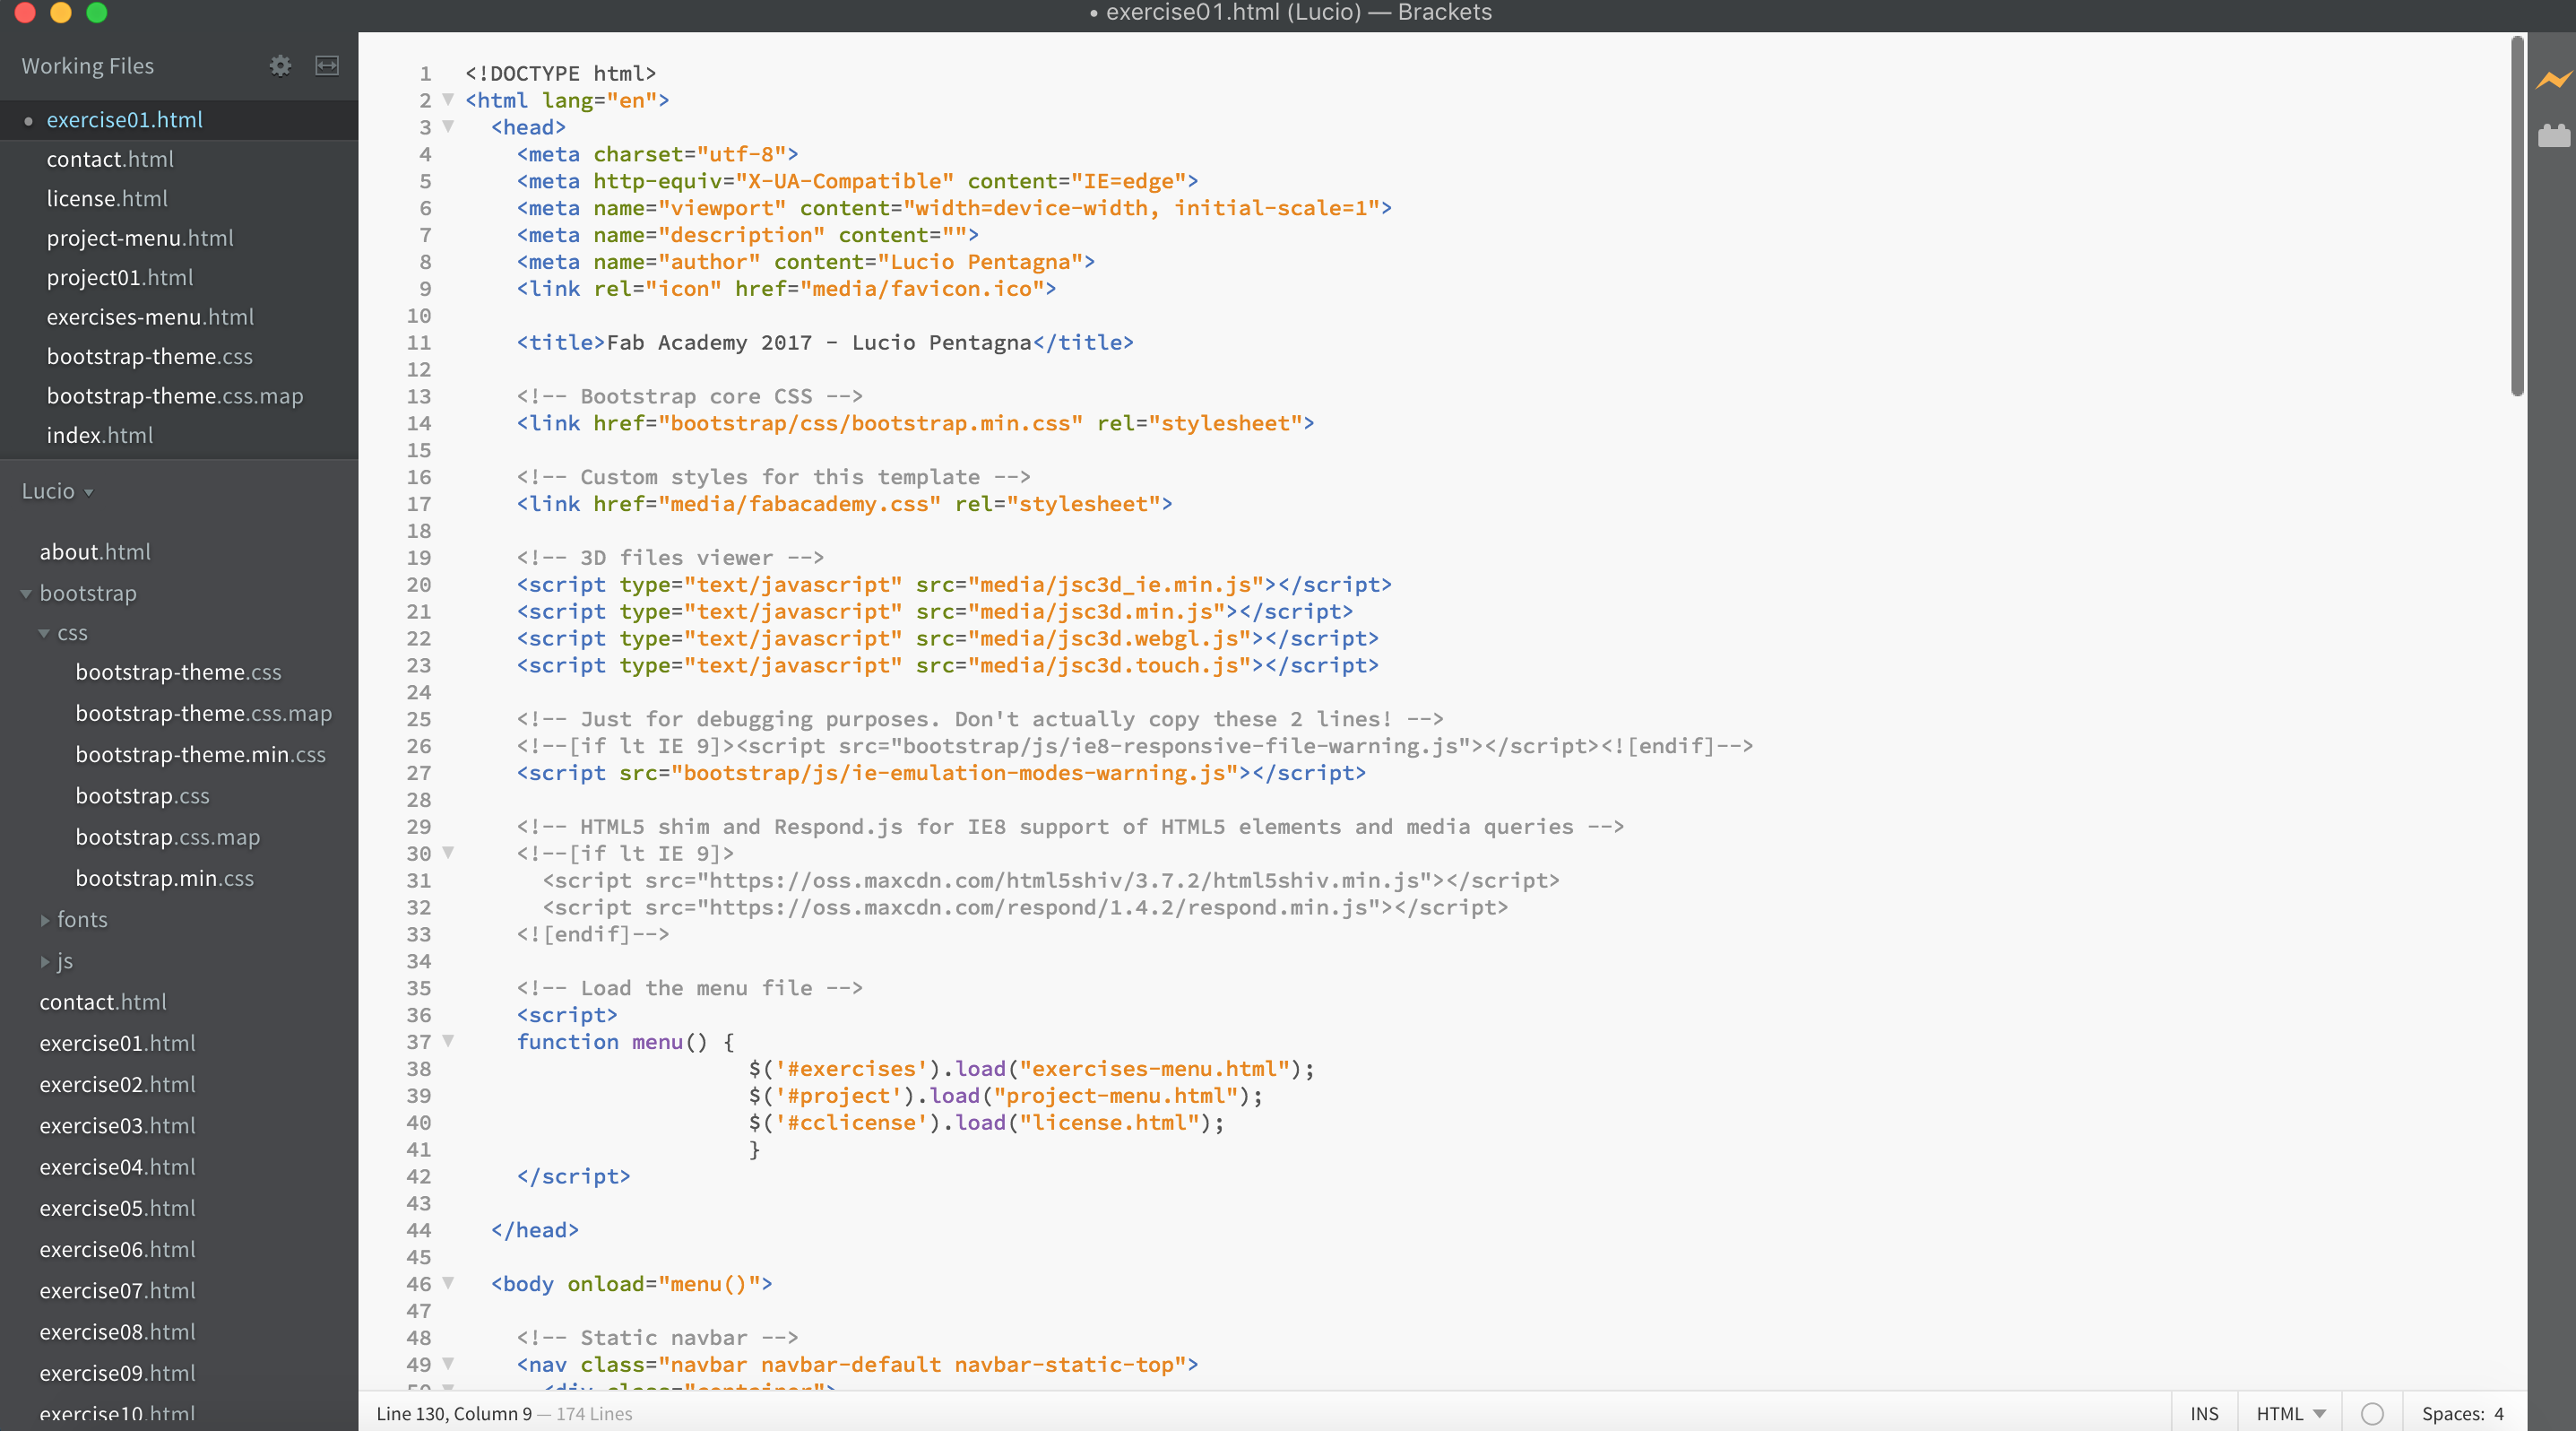 • exercise01.html (Lucio) — Brackets
Working Files
exercise01.html
contact.html
license.html
project-menu.html
project01.html
exercises-menu.html
bootstrap-theme.css
bootstrap-theme.css.map
index.html
Lucio
about.html
bootstrap
css
bootstrap-theme.css
bootstrap-theme.css.map
bootstrap-theme.min.css
bootstrap.css
bootstrap.css.map
bootstrap.min.css
fonts
js
contact.html
exercise01.html
exercise02.html
exercise03.html
exercise04.html
exercise05.html
exercise06.html
exercise07.html
exercise08.html
exercise09.html
exercise10.html
1 <!DOCTYPE html>
2 <html lang="en">
3 <head>
4 <meta charset="utf-8">
5 <meta http-equiv="X-UA-Compatible" content="IE=edge">
6 <meta name="viewport" content="width=device-width, initial-scale=1">
7 <meta name="description" content="">
8 <meta name="author" content="Lucio Pentagna">
9 <link rel="icon" href="media/favicon.ico">
10
11 <title>Fab Academy 2017 - Lucio Pentagna</title>
12
13 <!-- Bootstrap core CSS -->
14 <link href="bootstrap/css/bootstrap.min.css" rel="stylesheet">
15
16 <!-- Custom styles for this template -->
17 <link href="media/fabacademy.css" rel="stylesheet">
18
19 <!-- 3D files viewer -->
20 <script type="text/javascript" src="media/jsc3d_ie.min.js"></script>
21 <script type="text/javascript" src="media/jsc3d.min.js"></script>
22 <script type="text/javascript" src="media/jsc3d.webgl.js"></script>
23 <script type="text/javascript" src="media/jsc3d.touch.js"></script>
24
25 <!-- Just for debugging purposes. Don't actually copy these 2 lines! -->
26 <!--[if lt IE 9]><script src="bootstrap/js/ie8-responsive-file-warning.js"></script><![endif]-->
27 <script src="bootstrap/js/ie-emulation-modes-warning.js"></script>
28
29 <!-- HTML5 shim and Respond.js for IE8 support of HTML5 elements and media queries -->
30 <!--[if lt IE 9]>
31 <script src="https://oss.maxcdn.com/html5shiv/3.7.2/html5shiv.min.js"></script>
32 <script src="https://oss.maxcdn.com/respond/1.4.2/respond.min.js"></script>
33 <![endif]-->
34
35 <!-- Load the menu file -->
36 <script>
37 function menu() {
38 $('#exercises').load("exercises-menu.html");
39 $('#project').load("project-menu.html");
40 $('#cclicense').load("license.html");
41 }
42 </script>
43
44 </head>
45
46 <body onload="menu()">
47
48 <!-- Static navbar -->
49 <nav class="navbar navbar-default navbar-static-top">
50 <div class="container">
Line 130, Column 9 — 174 Lines
INS
HTML
Spaces: 4